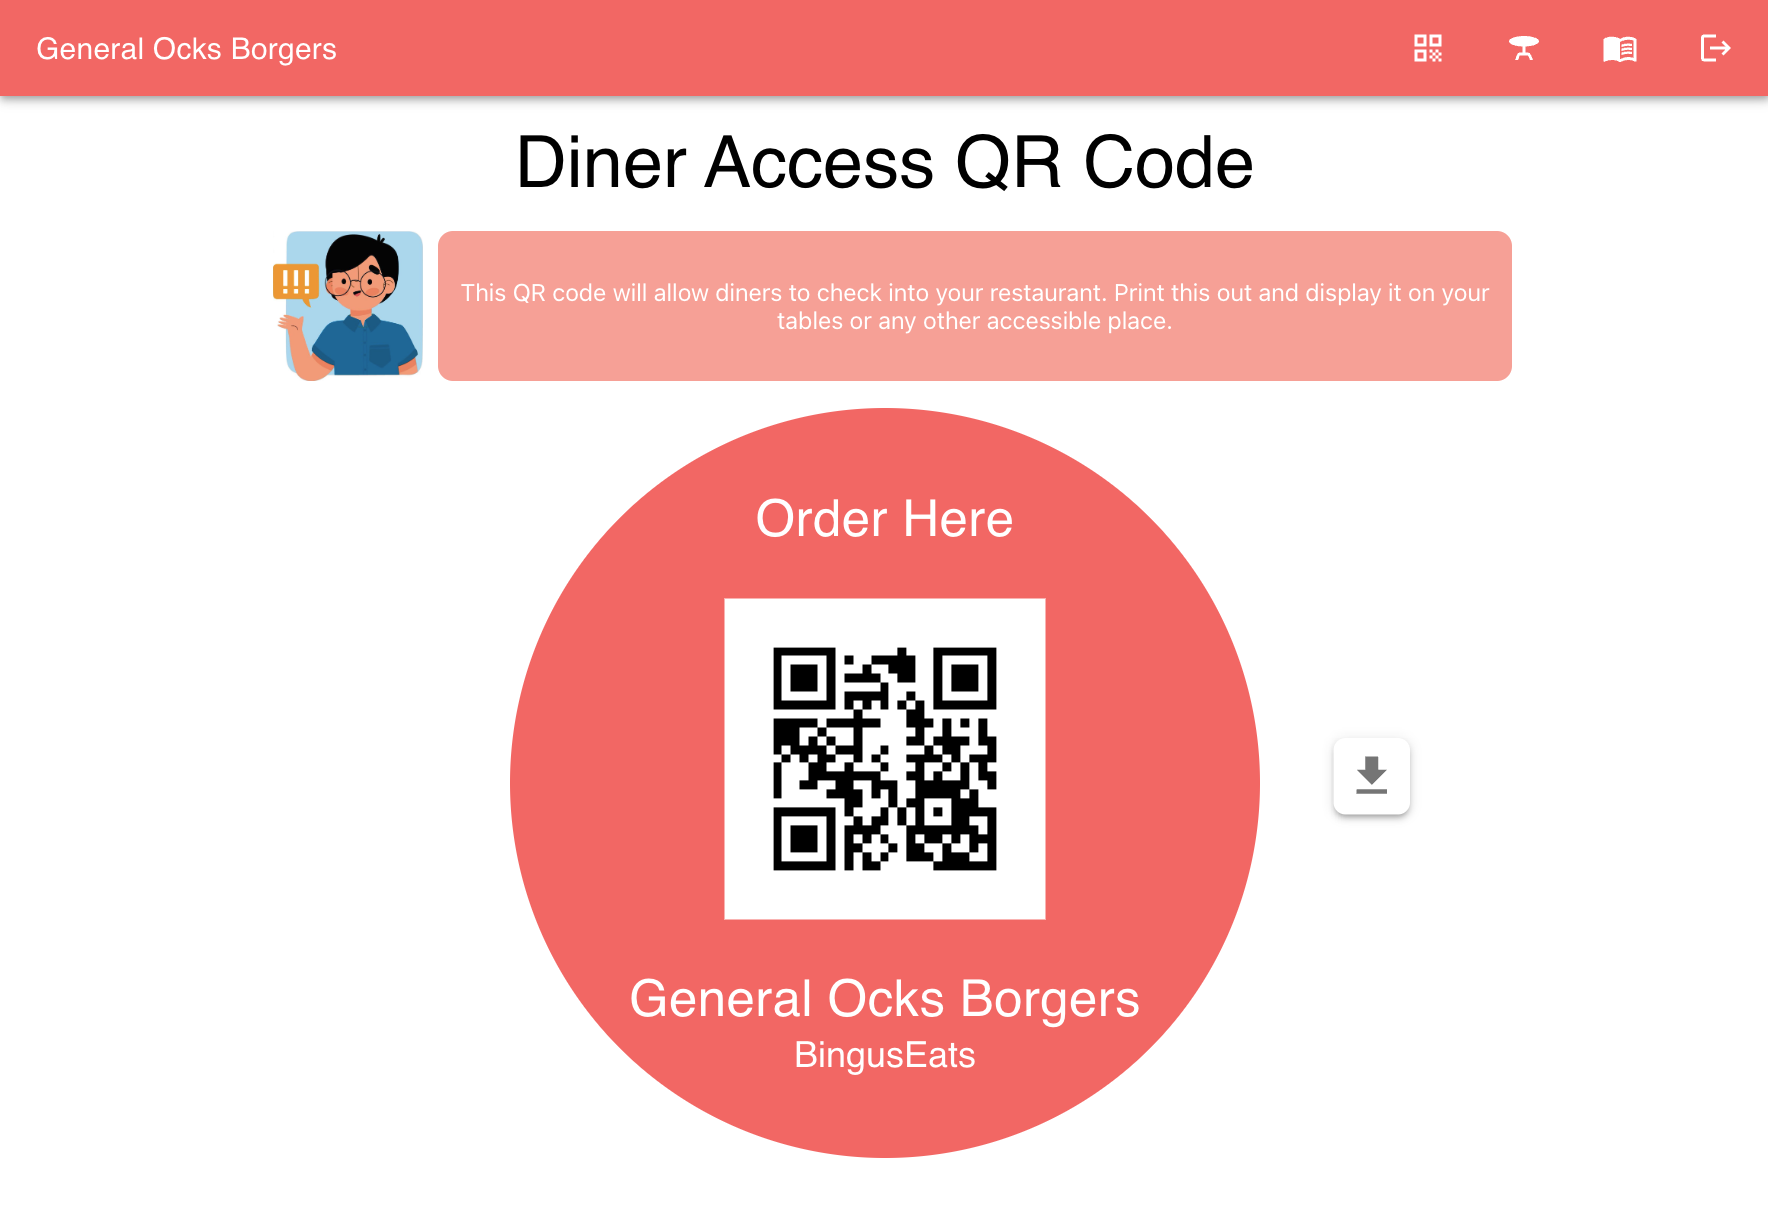 General Ocks Borgers
Diner Access QR Code
!!!
This QR code will allow diners to check into your restaurant. Print this out and display it on your
tables or any other accessible place.
Order Here
General Ocks Borgers
BingusEats